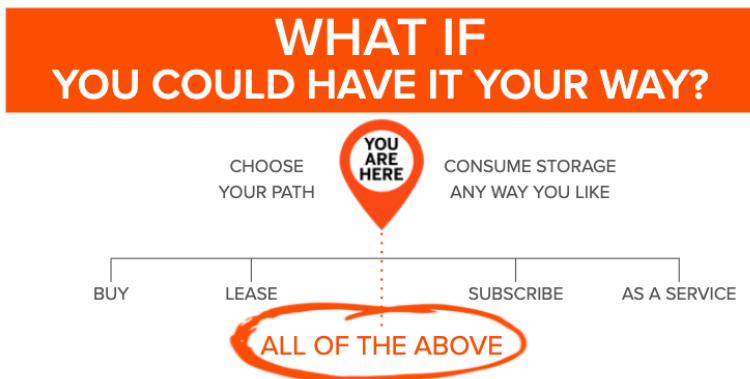 WHAT IF
YOU COULD HAVE IT YOUR WAY?
CHOOSE
YOUR PATH
YOU
ARE
HERE
CONSUME STORAGE
ANY WAY YOU LIKE
BUY
LEASE
SUBSCRIBE
AS A SERVICE
ALL OF THE ABOVE